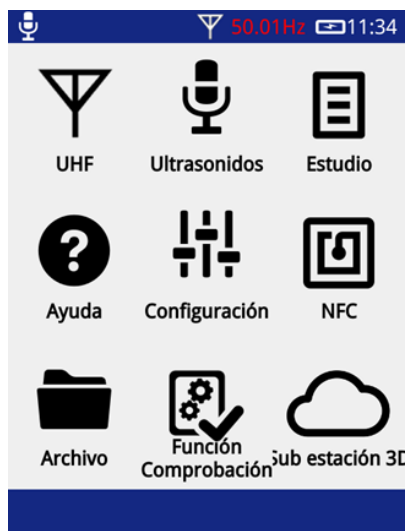 50.01Hz 11:34
UHF Ultrasonidos Estudio
Ayuda Configuración NFC
Archivo Función Comprobación Sub estación 3D